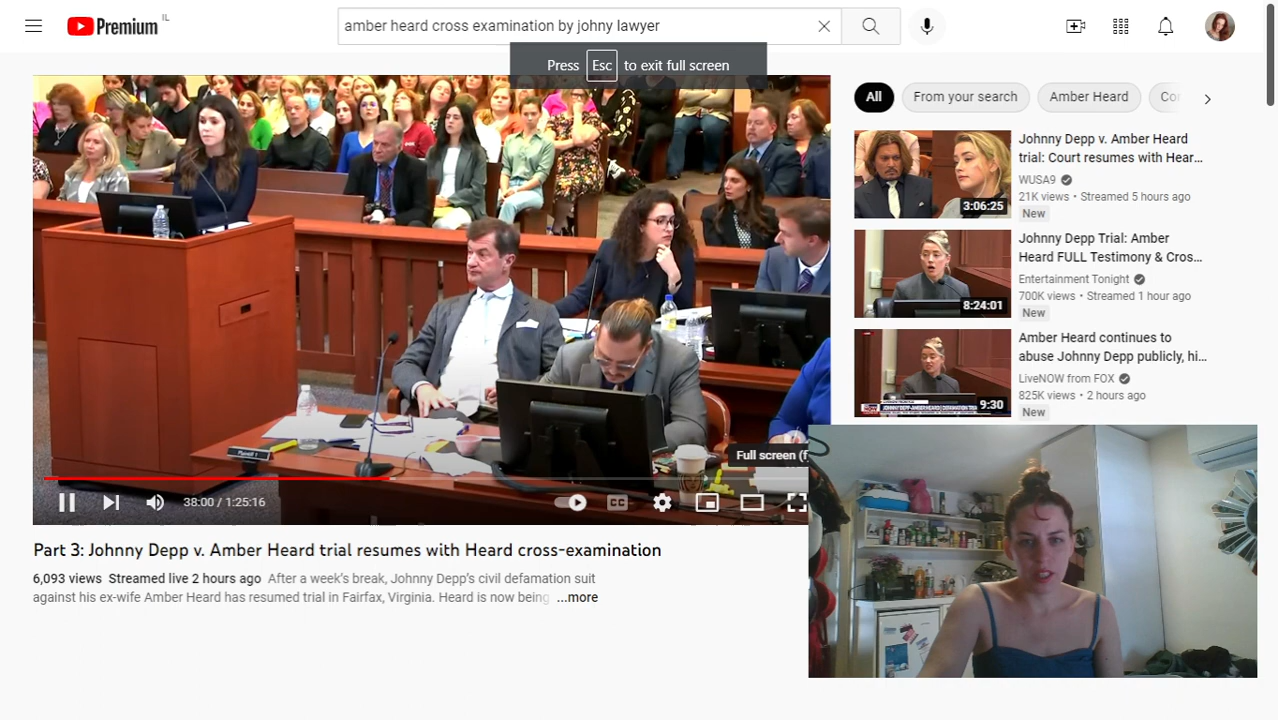 Premium IL
amber heard cross examination by johny lawyer
Press Esc to exit full screen
All
From your search
Amber Heard
Johnny Depp v. Amber Heard
trial: Court resumes with Hear...
WUSA9
21K views • Streamed 5 hours ago
New
3:06:25
Johnny Depp Trial: Amber
Heard FULL Testimony & Cros...
Entertainment Tonight
700K views • Streamed 1 hour ago
New
8:24:01
Amber Heard continues to
abuse Johnny Depp publicly, hi...
LiveNOW from FOX
825K views • 2 hours ago
New
9:30
Full screen (f
38:00 / 1:25:16
CC
Part 3: Johnny Depp v. Amber Heard trial resumes with Heard cross-examination
6,093 views Streamed live 2 hours ago After a week's break, Johnny Depp's civil defamation suit
against his ex-wife Amber Heard has resumed trial in Fairfax, Virginia. Heard is now being ...more